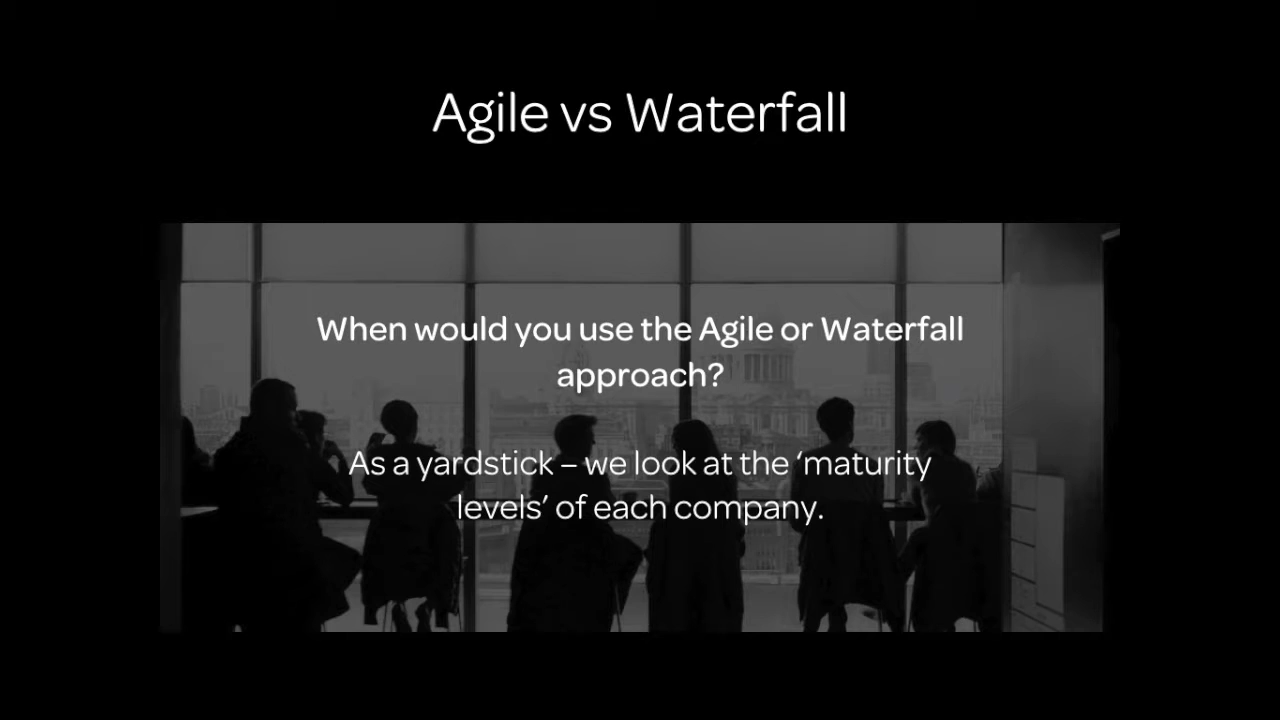 Agile vs Waterfall
When would you use the Agile or Waterfall
approach?
As a yardstick – we look at the ‘maturity
levels’ of each company.